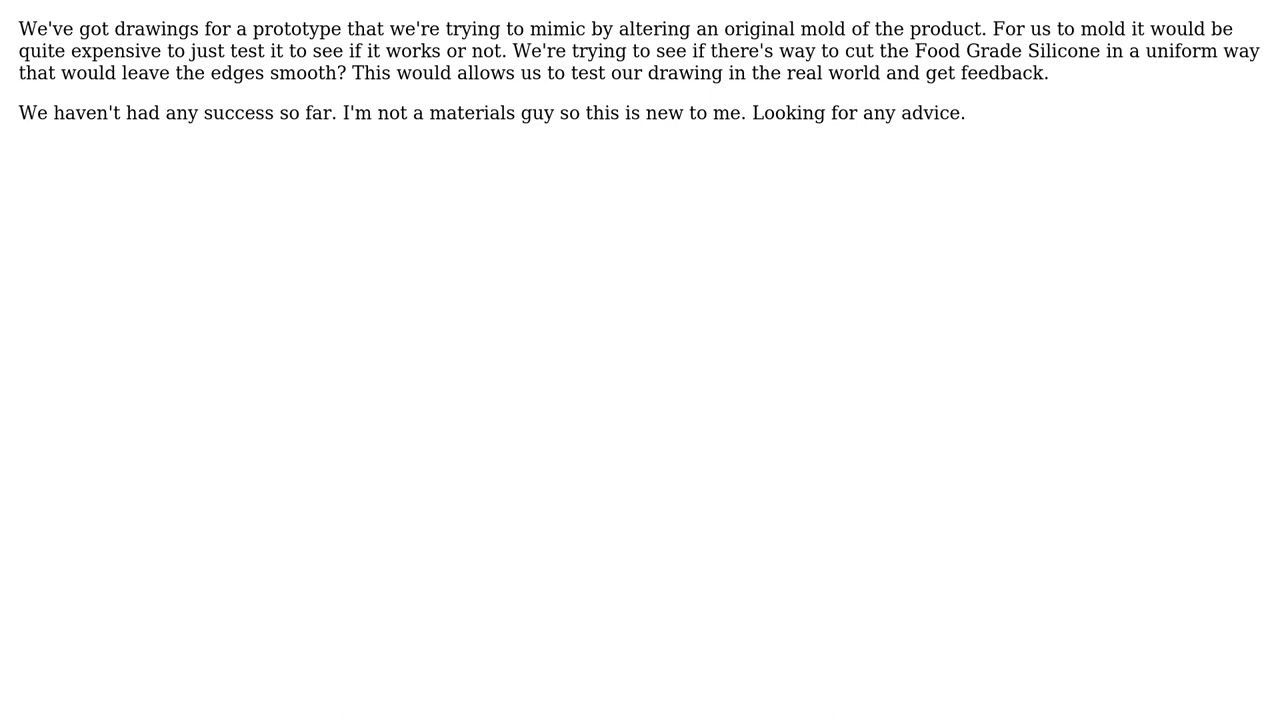 We've got drawings for a prototype that we're trying to mimic by altering an original mold of the product. For us to mold it would be
quite expensive to just test it to see if it works or not. We're trying to see if there's way to cut the Food Grade Silicone in a uniform way
that would leave the edges smooth? This would allows us to test our drawing in the real world and get feedback.
We haven't had any success so far. I'm not a materials guy so this is new to me. Looking for any advice.